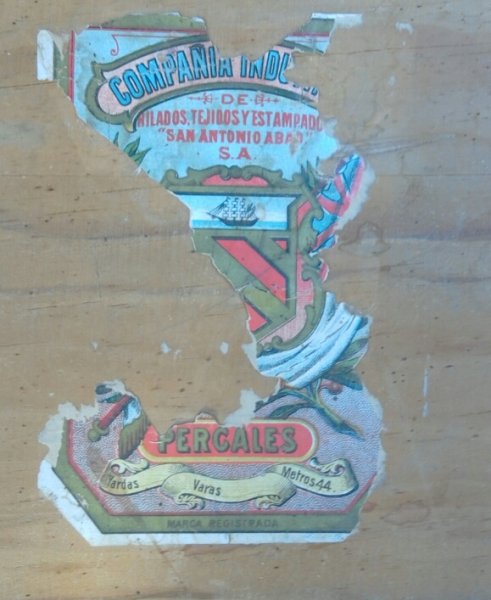 COMPAÑIA INDU
DE
HILADOS, TEJIDOS Y ESTAMPADO
"SAN ANTONIO ABAD"
S.A.
PERCALES
Yardas Varas Metros 44
MARCA REGISTRADA